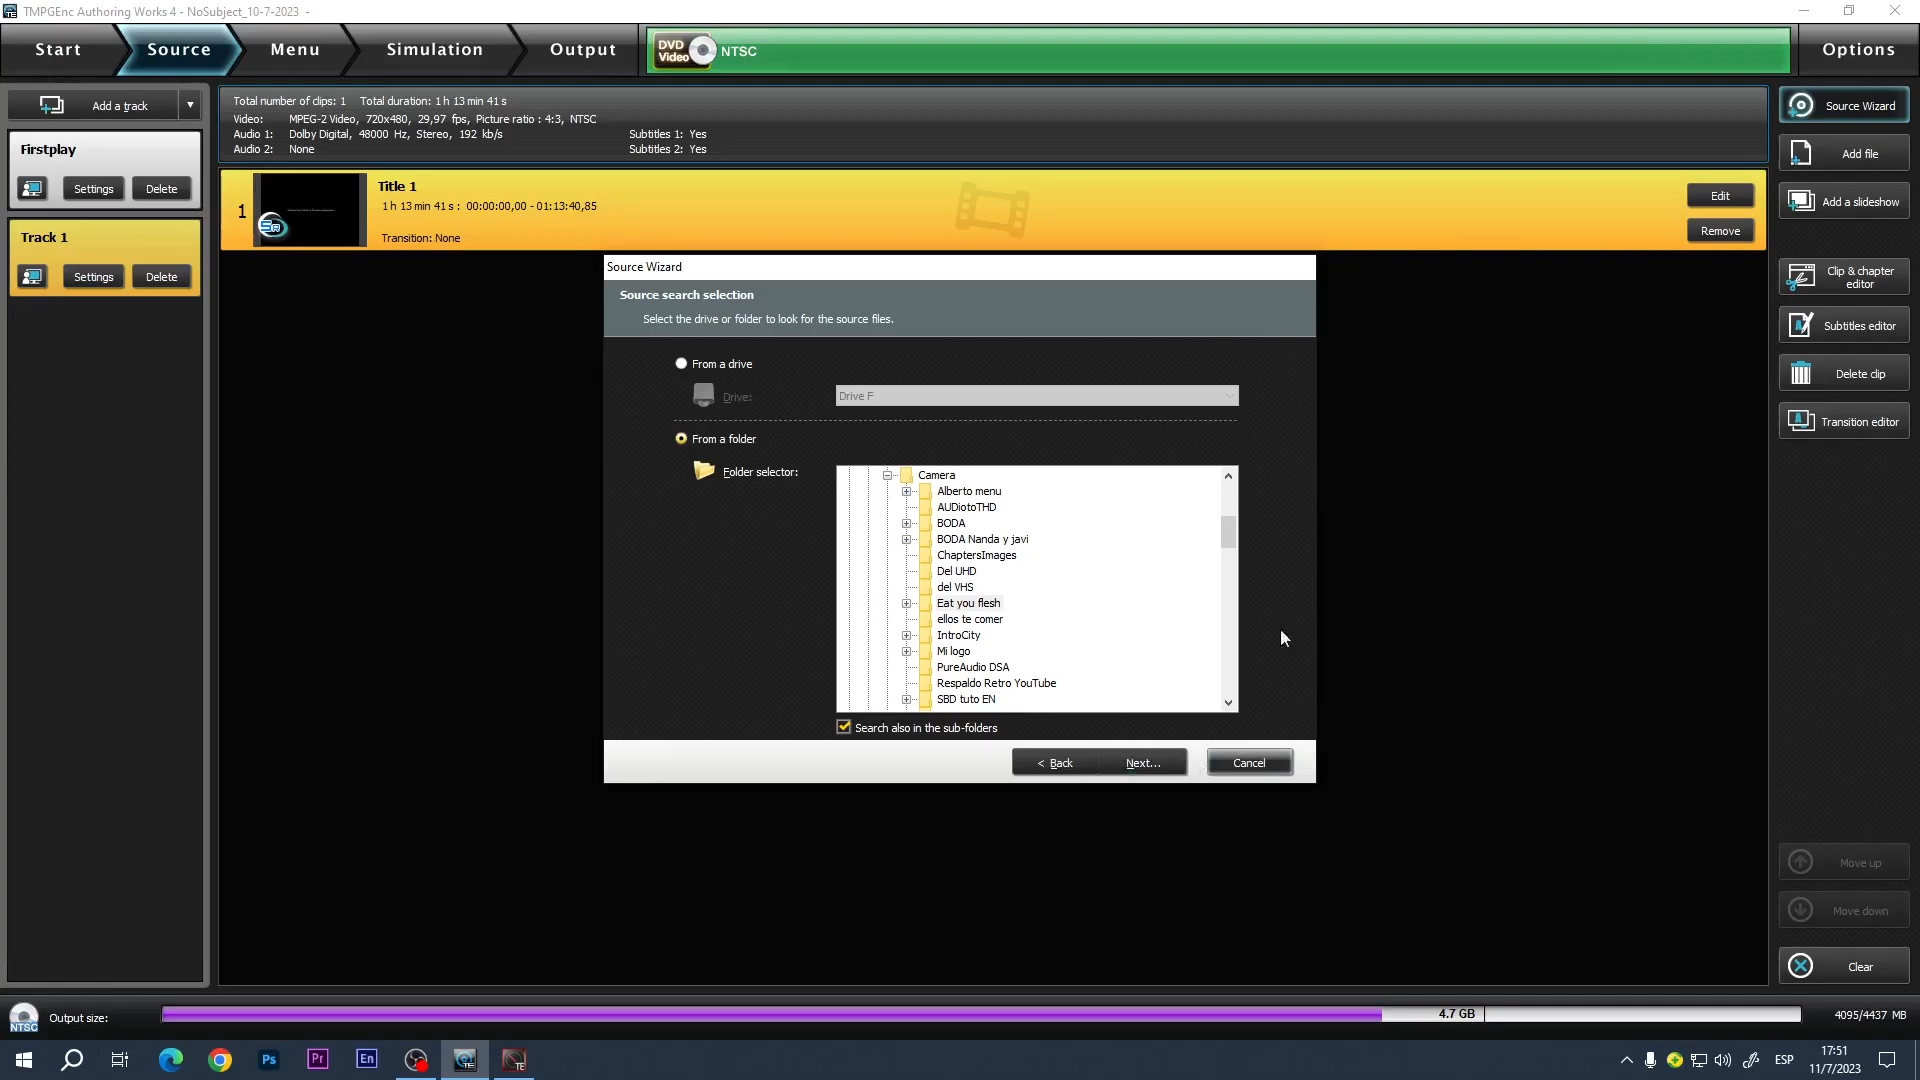 TMPGEnc Authoring Works 4 - NoSubject_10-7-2023 -
Start
Source
Menu
Simulation
Output
DVD Video
NTSC
Options
Add a track
Firstplay
Settings
Delete
Track 1
Settings
Delete
Total number of clips: 1 Total duration: 1 h 13 min 41 s
Video: MPEG-2 Video, 720x480, 29,97 fps, Picture ratio : 4:3, NTSC
Audio 1: Dolby Digital, 48000 Hz, Stereo, 192 kb/s Subtitles 1: Yes
Audio 2: None Subtitles 2: Yes
1
Title 1
1 h 13 min 41 s : 00:00:00,00 - 01:13:40,85
Transition: None
Edit
Remove
Source Wizard
Source search selection
Select the drive or folder to look for the source files.
From a drive
Drive:
Drive F
From a folder
Folder selector:
Camera
Alberto menu
AUDiotoTHD
BODA
BODA Nanda y javi
ChaptersImages
Del UHD
del VHS
Eat you flesh
ellos te comer
IntroCity
Mi logo
PureAudio DSA
Respaldo Retro YouTube
SBD tuto EN
Search also in the sub-folders
< Back
Next...
Cancel
Source Wizard
Add file
Add a slideshow
Clip & chapter
editor
Subtitles editor
Delete clip
Transition editor
Move up
Move down
Clear
NTSC
Output size:
4.7 GB
4095/4437 MB
Ps
Pr
En
TE
TE
ESP
17:51
11/7/2023